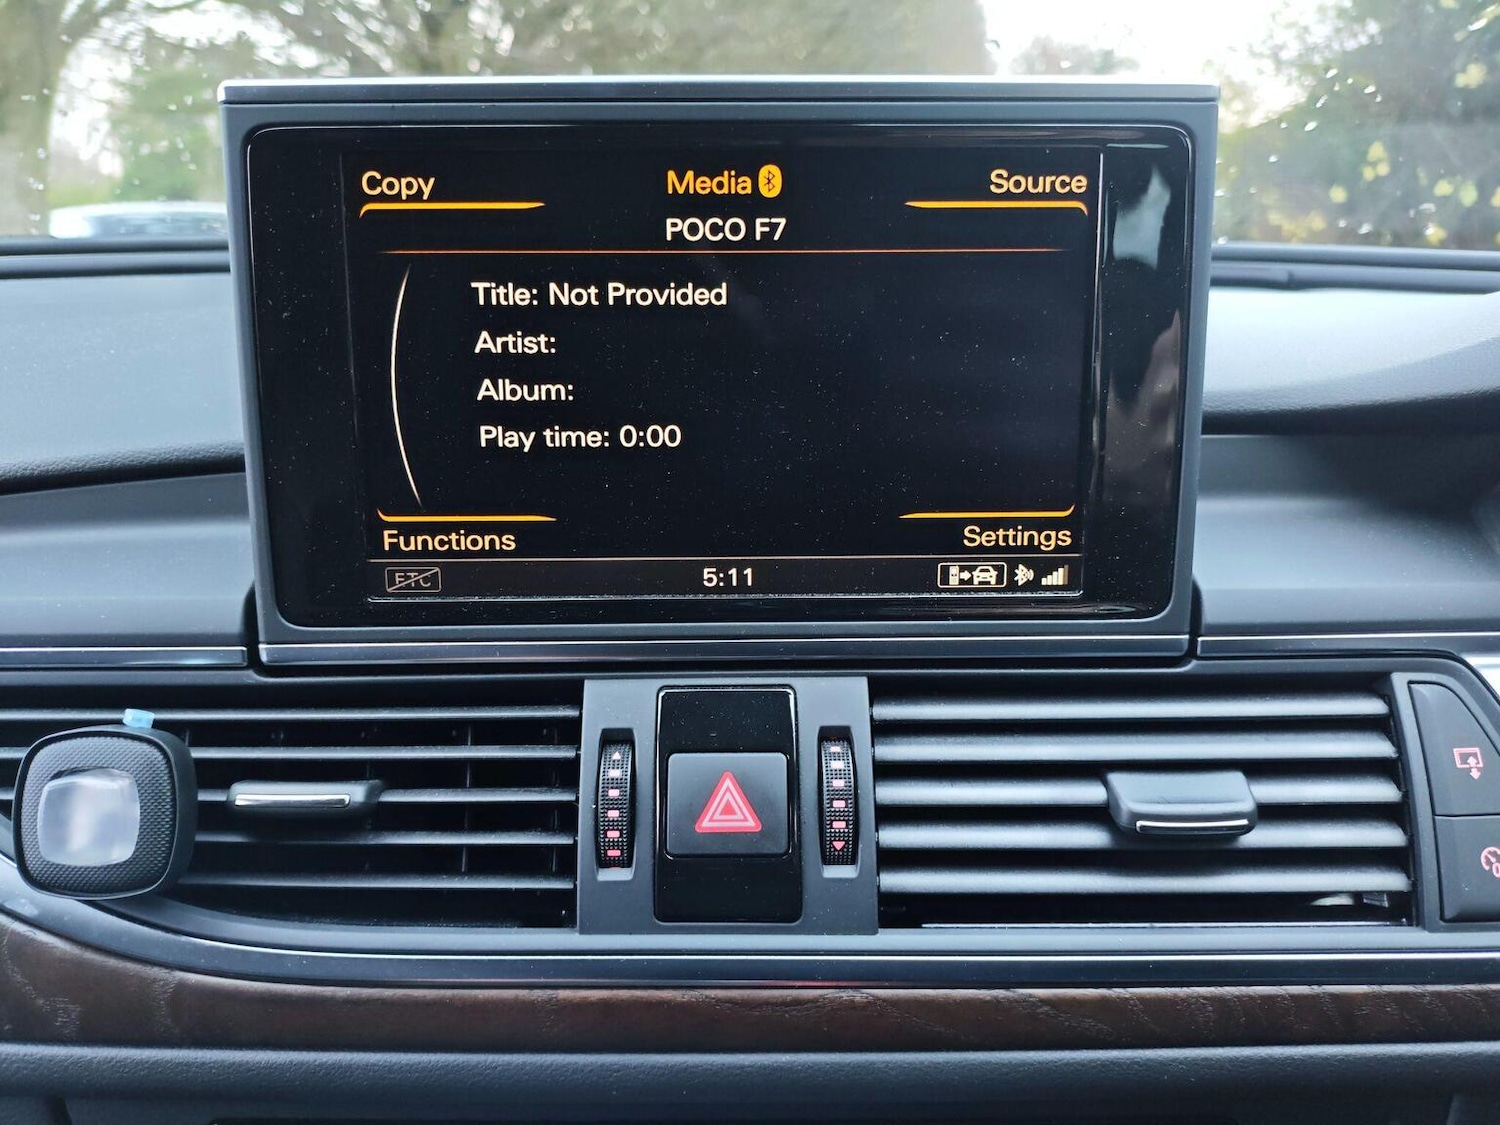 Copy
Media
Source
POCO F7
Title: Not Provided
Artist:
Album:
Play time: 0:00
Functions
Settings
ETC
5:11